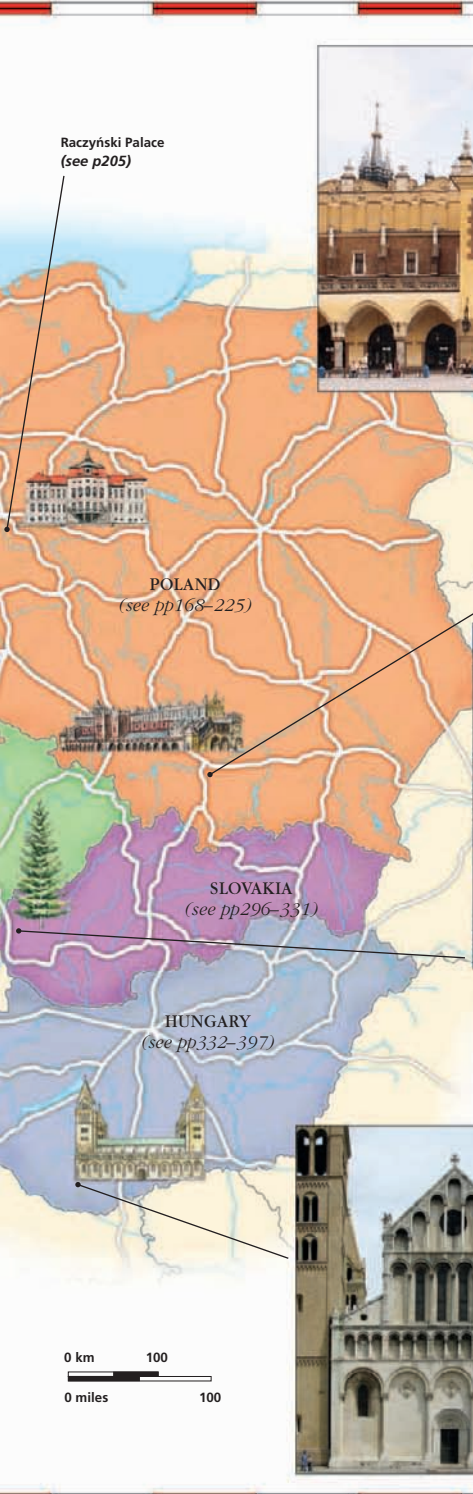 Raczyński Palace
(see p205)
POLAND
(see pp168–225)
SLOVAKIA
(see pp296–331)
HUNGARY
(see pp332–397)
0 km 100
0 miles 100